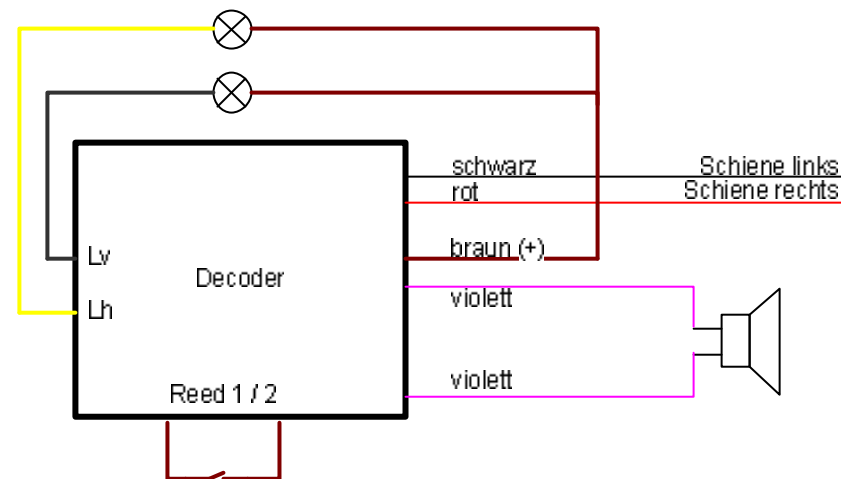 schwarz
Schiene links
rot
Schiene rechts
Lv
braun (+)
Decoder
violett
Lh
violett
Reed 1 / 2